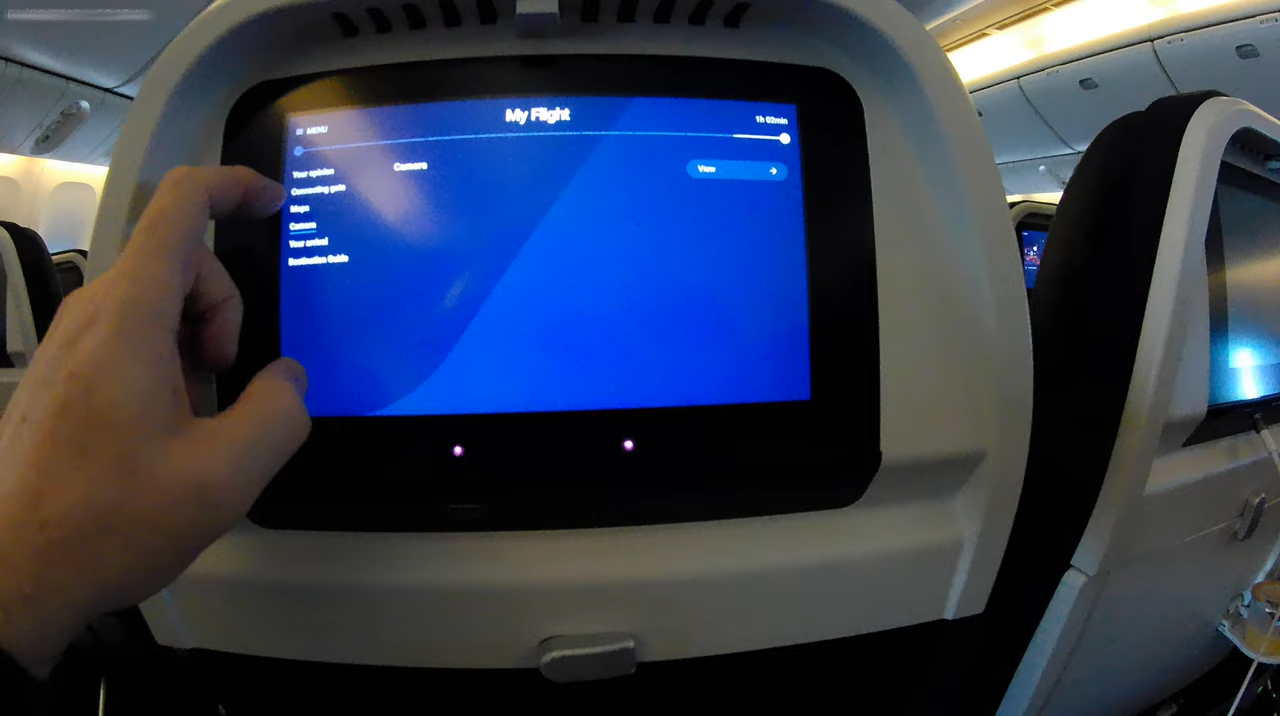 My Flight
MENU
1h 02min
Your opinion
Camera
View
Connecting gate
Maps
Camera
Your arrival
Destination Guide